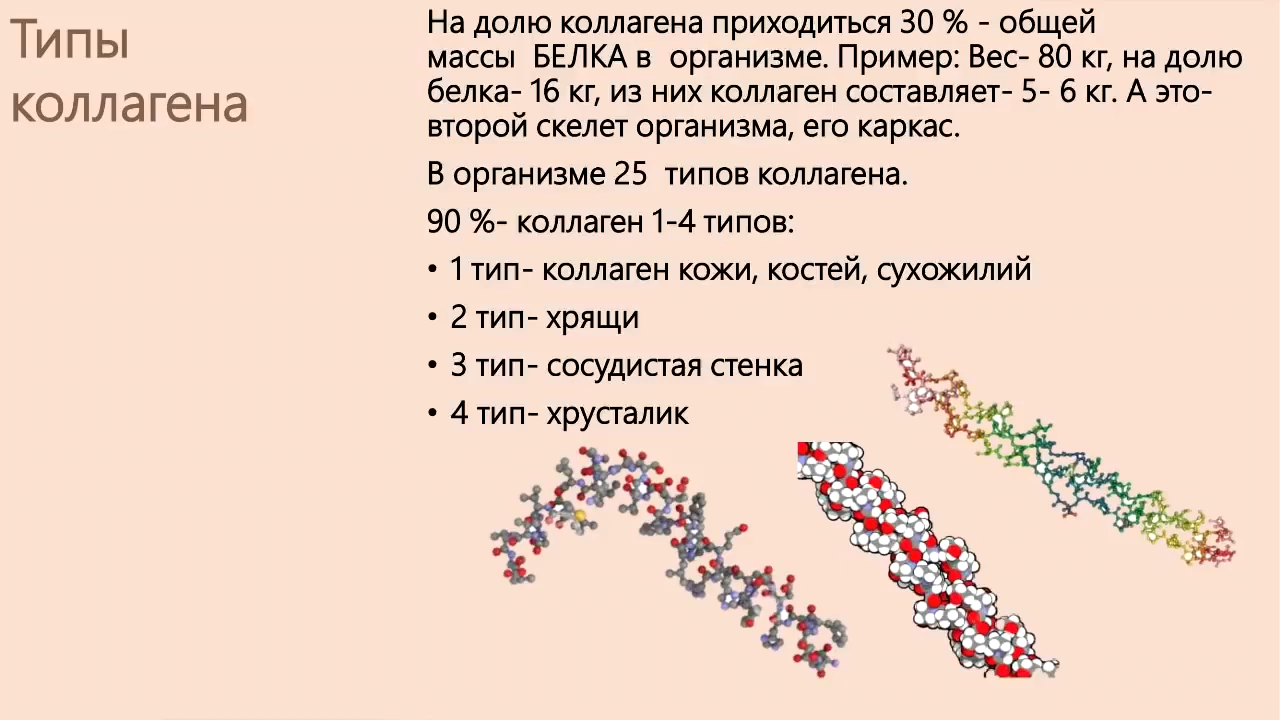 Типы
коллагена
На долю коллагена приходиться 30 % - общей
массы  БЕЛКА в  организме. Пример: Вес- 80 кг, на долю
белка- 16 кг, из них коллаген составляет- 5- 6 кг. А это-
второй скелет организма, его каркас.
В организме 25  типов коллагена.
90 %- коллаген 1-4 типов:
• 1 тип- коллаген кожи, костей, сухожилий
• 2 тип- хрящи
• 3 тип- сосудистая стенка
• 4 тип- хрусталик